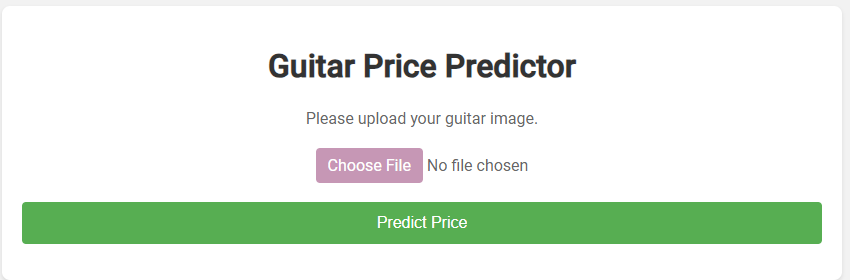 Guitar Price Predictor
Please upload your guitar image.
Choose File No file chosen
Predict Price